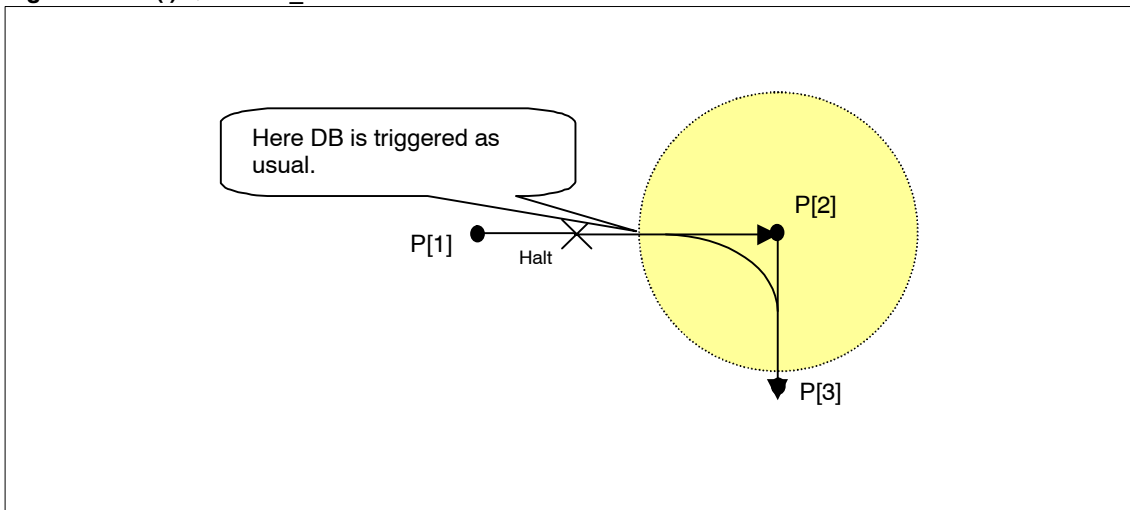 Here DB is triggered as
usual.
P[2]
P[1]
Halt
P[3]